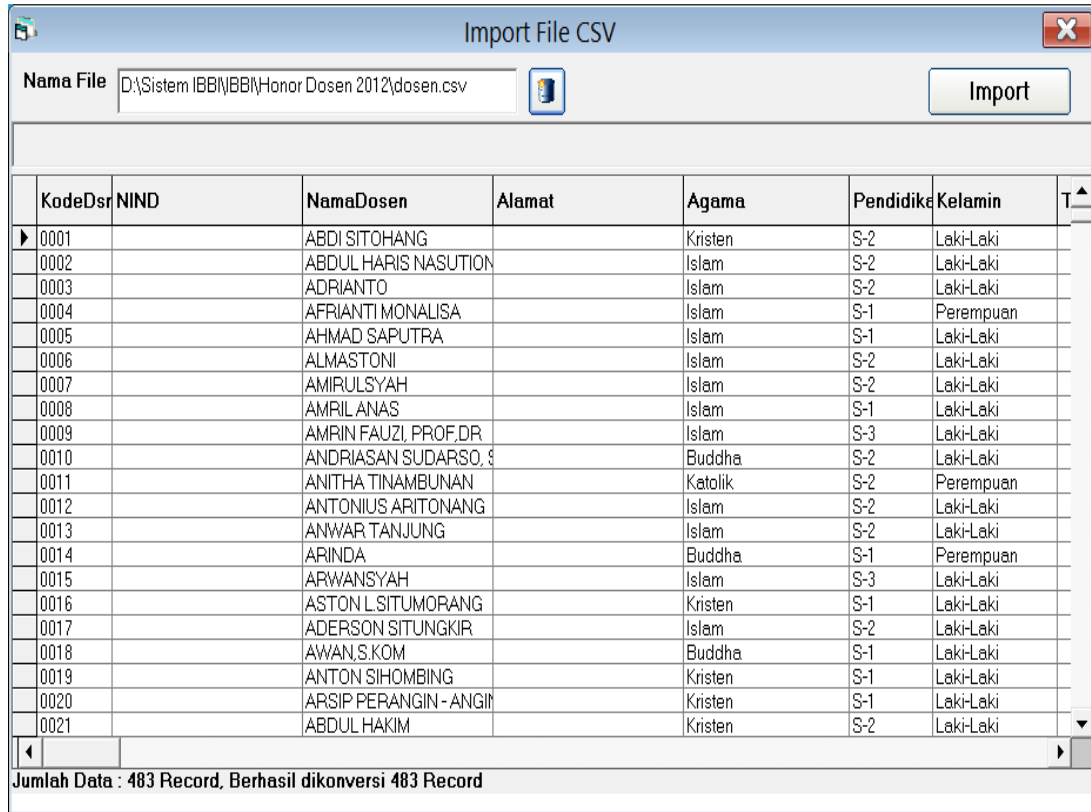 Import File CSV
Nama File D:\Sistem IBBI\IBBI\Honor Dosen 2012\dosen.csv Import
KodeDsn NIND NamaDosen Alamat Agama Pendidika Kelamin T
0001 ABDI SITOHANG Kristen S-2 Laki-Laki
0002 ABDUL HARIS NASUTION Islam S-2 Laki-Laki
0003 ADRIANTO Islam S-2 Laki-Laki
0004 AFRIANTI MONALISA Islam S-1 Perempuan
0005 AHMAD SAPUTRA Islam S-1 Laki-Laki
0006 ALMASTONI Islam S-2 Laki-Laki
0007 AMIRULSYAH Islam S-2 Laki-Laki
0008 AMRIL ANAS Islam S-1 Laki-Laki
0009 AMRIN FAUZI, PROF,DR Islam S-3 Laki-Laki
0010 ANDRIASAN SUDARSO, S Buddha S-2 Laki-Laki
0011 ANITHA TINAMBUNAN Katolik S-2 Perempuan
0012 ANTONIUS ARITONANG Islam S-2 Laki-Laki
0013 ANWAR TANJUNG Islam S-2 Laki-Laki
0014 ARINDA Buddha S-1 Perempuan
0015 ARWANSYAH Islam S-3 Laki-Laki
0016 ASTON L.SITUMORANG Kristen S-1 Laki-Laki
0017 ADERSON SITUNGKIR Islam S-2 Laki-Laki
0018 AWAN,S.KOM Buddha S-1 Laki-Laki
0019 ANTON SIHOMBING Kristen S-1 Laki-Laki
0020 ARSIP PERANGIN - ANGIN Kristen S-1 Laki-Laki
0021 ABDUL HAKIM Kristen S-2 Laki-Laki
Jumlah Data : 483 Record, Berhasil dikonversi 483 Record